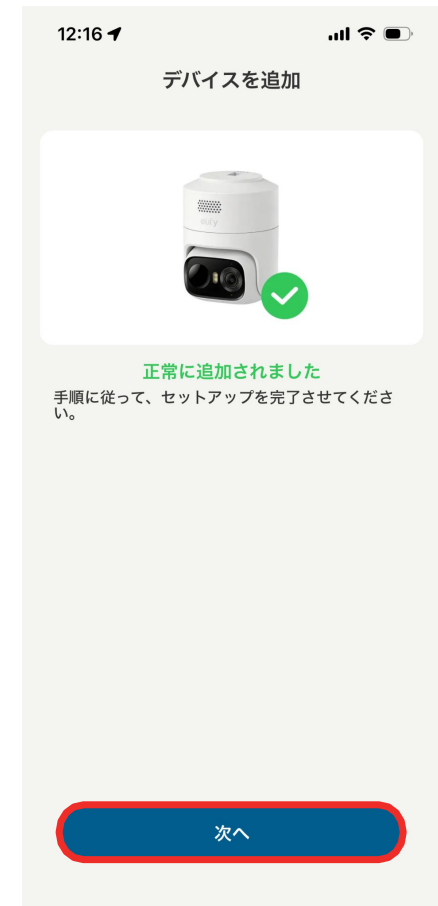 12:16
デバイスを追加
eufy
正常に追加されました
手順に従って、セットアップを完了させてくださ
い。
次へ